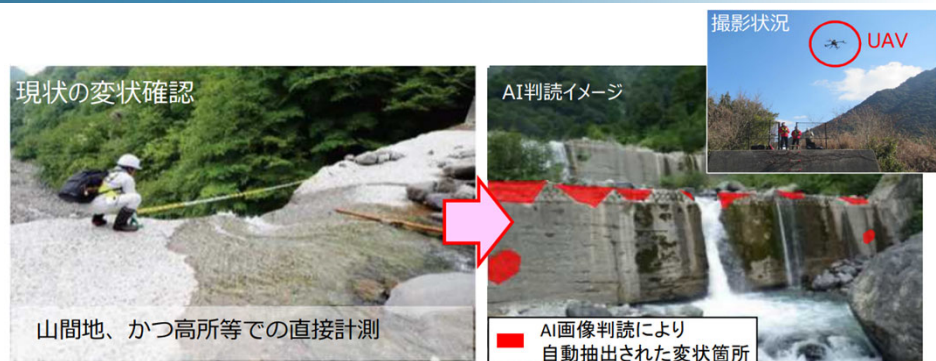 現状の変状確認
山間地、かつ高所等での直接計測
AI判読イメージ
撮影状況
UAV
AI画像判読により
自動抽出された変状箇所